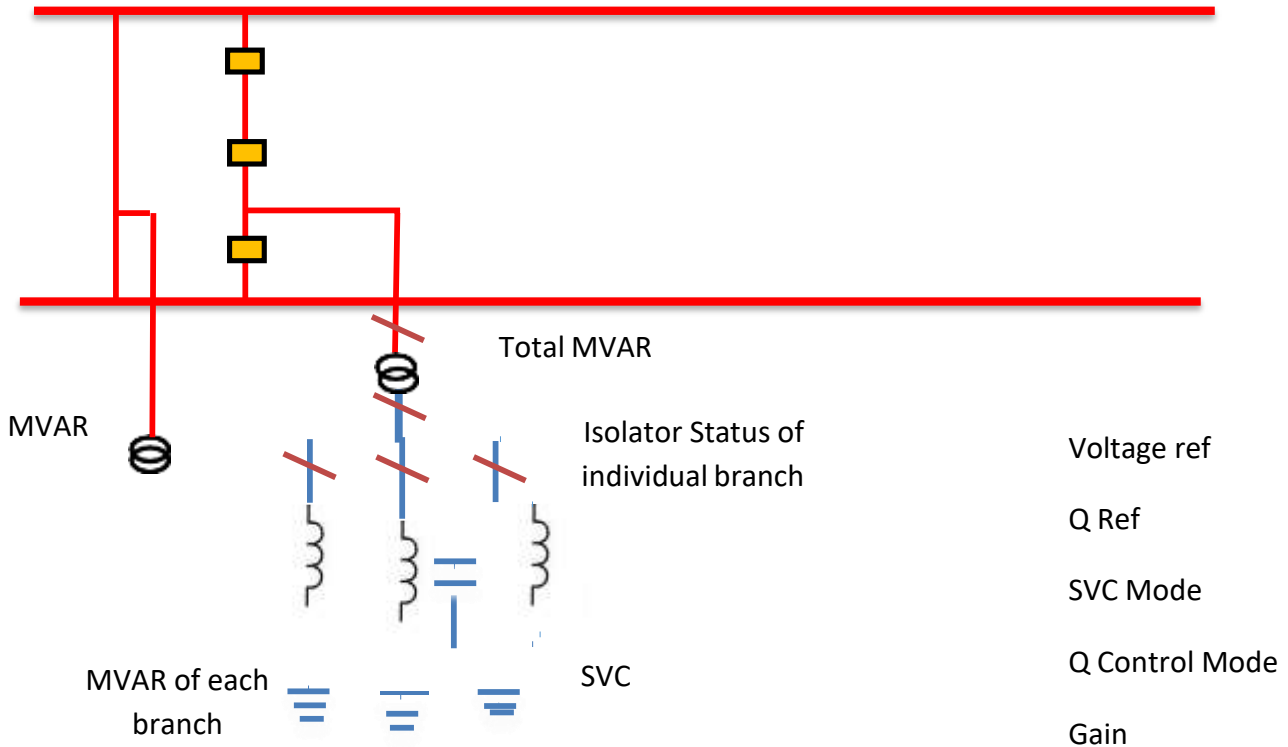 Total MVAR
MVAR
Isolator Status of
individual branch
Voltage ref
Q Ref
SVC Mode
Q Control Mode
Gain
SVC
MVAR of each
branch